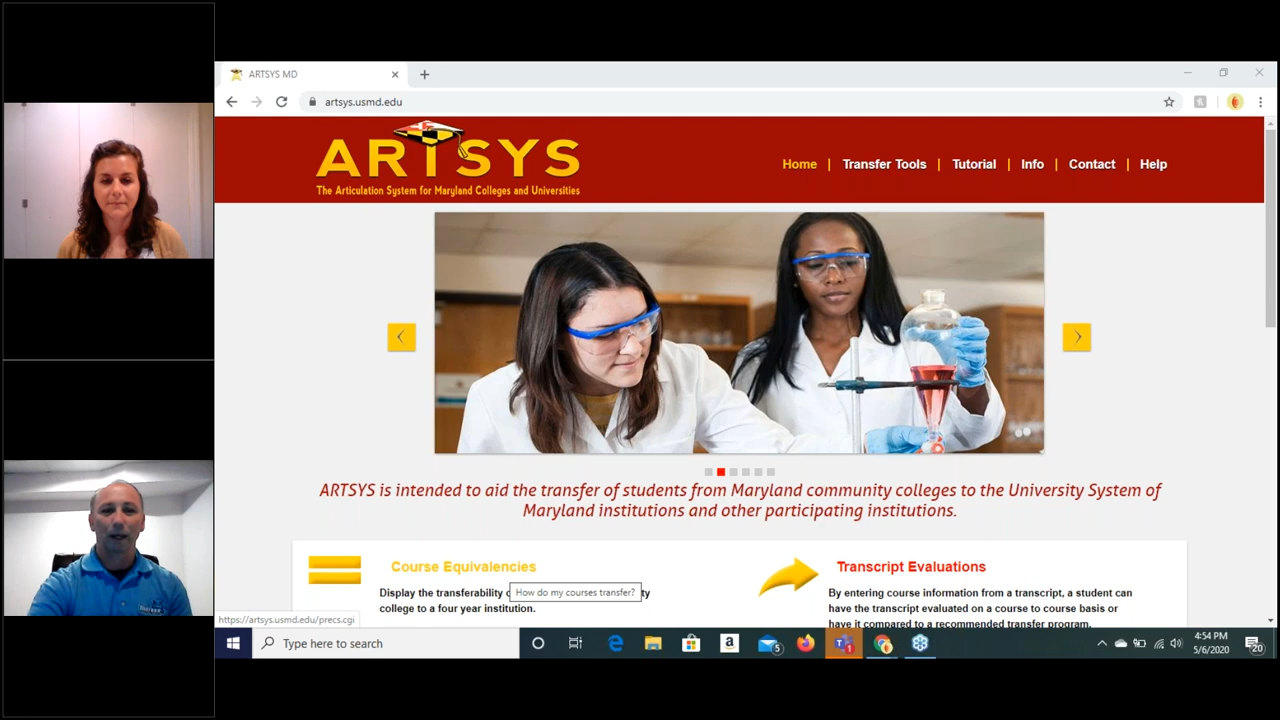 ARTSYS MD
artsys.usmd.edu
ARTSYS
The Articulation System for Maryland Colleges and Universities
Home | Transfer Tools | Tutorial | Info | Contact | Help
ARTSYS is intended to aid the transfer of students from Maryland community colleges to the University System of
Maryland institutions and other participating institutions.
Course Equivalencies
Display the transferability
ty
How do my courses transfer?
college to a four year institution.
Transcript Evaluations
By entering course information from a transcript, a student can
have the transcript evaluated on a course to course basis or
have it compared to a recommended transfer program.
https://artsys.usmd.edu/precs.cgi
Type here to search
5
1
4:54 PM
5/6/2020
20